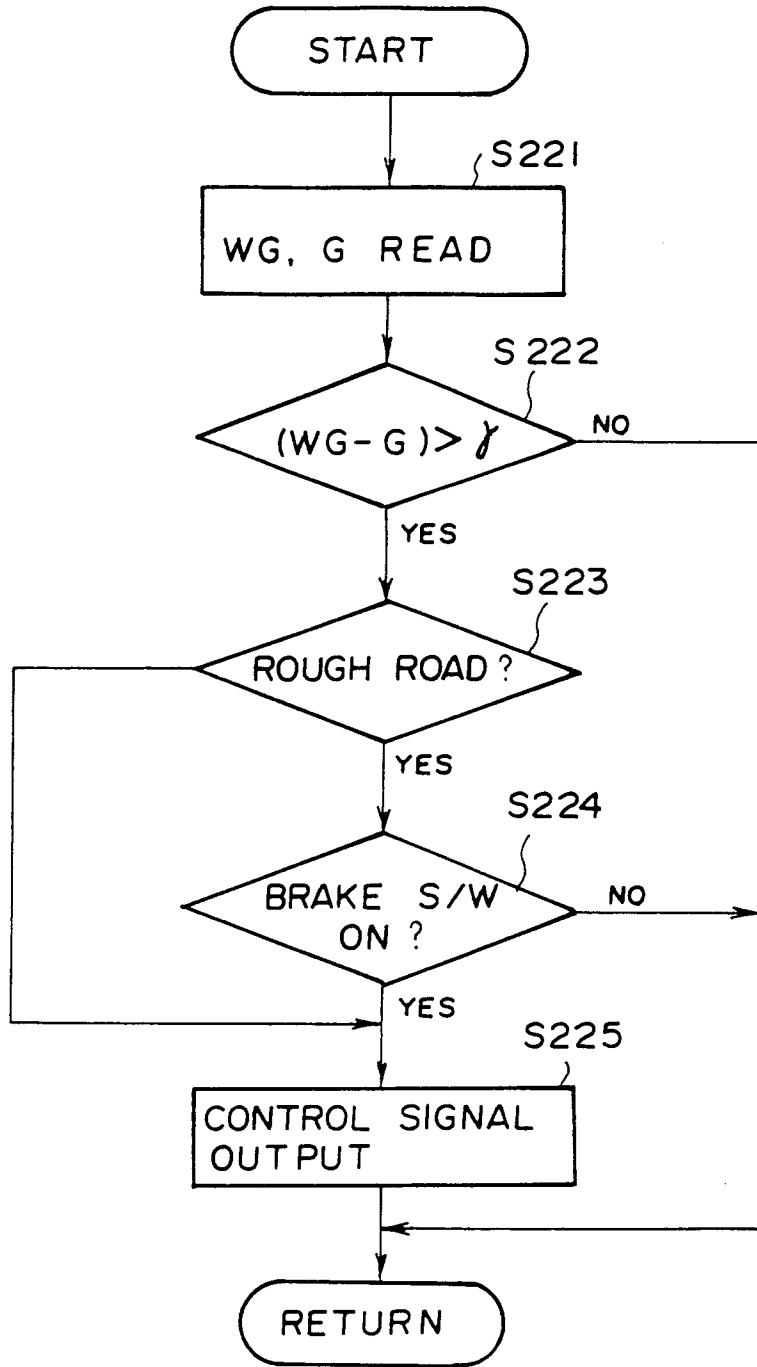 START
S221
WG, G READ
S222
(WG-G)> γ
NO
YES
S223
ROUGH ROAD?
YES
S224
BRAKE S/W
ON?
NO
YES
S225
CONTROL SIGNAL
OUTPUT
RETURN